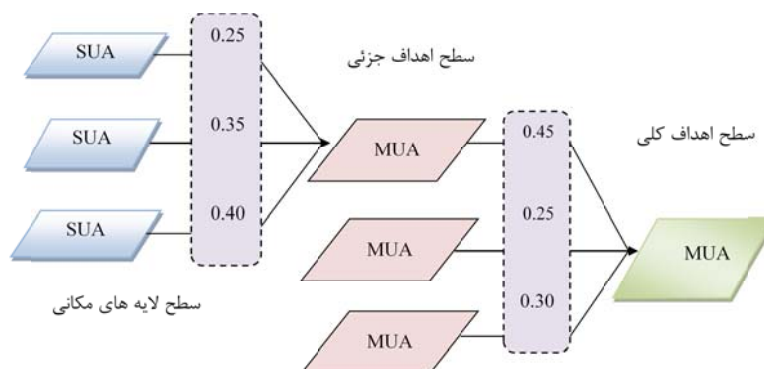 SUA
SUA
SUA
0.25
0.35
0.40
سطح لایه های مکانی
سطح اهداف جزئی
MUA
MUA
MUA
0.45
0.25
0.30
سطح اهداف کلی
MUA